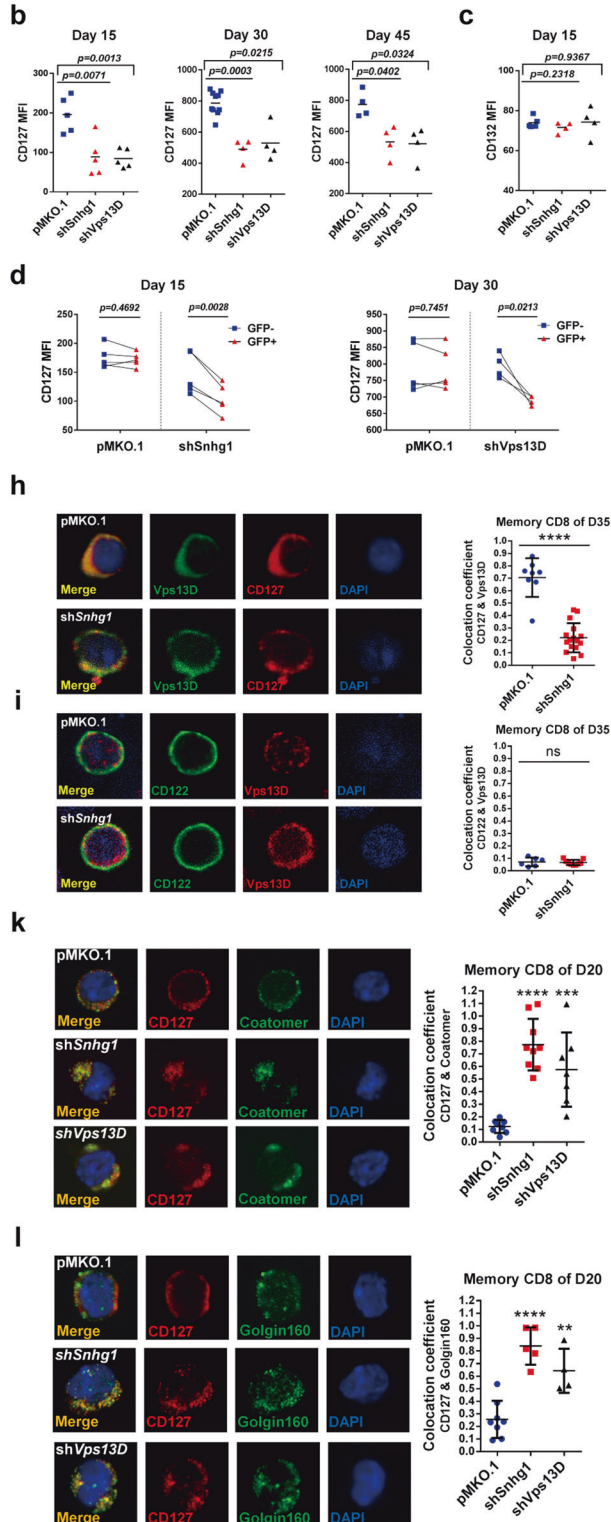 b
Day 15
Day 30
Day 45
p=0.0013
p=0.0071
p=0.0215
p=0.0003
p=0.0324
p=0.0402
CD127 MFI
300
200
100
0
CD127 MFI
1000
800
600
400
200
CD127 MFI
1000
800
600
400
200
pMKO.1
shSnhg1
shVps13D
pMKO.1
shSnhg1
shVps13D
pMKO.1
shSnhg1
shVps13D
c
Day 15
p=0.9367
p=0.2318
CD132 MFI
100
80
60
40
pMKO.1
shSnhg1
shVps13D
d
Day 15
p=0.4692
p=0.0028
GFP-
GFP+
CD127 MFI
250
200
150
100
50
pMKO.1
shSnhg1
Day 30
p=0.7451
p=0.0213
GFP-
GFP+
CD127 MFI
900
850
800
750
700
650
600
pMKO.1
shVps13D
h
pMKO.1
Merge
Vps13D
CD127
DAPI
shSnhg1
Merge
Vps13D
CD127
DAPI
Memory CD8 of D35
****
Colocation coefficient
CD127 & Vps13D
1.0
0.9
0.8
0.7
0.6
0.5
0.4
0.3
0.2
0.1
0.0
pMKO.1
shSnhg1
i
pMKO.1
Merge
CD122
Vps13D
DAPI
shSnhg1
Merge
CD122
Vps13D
DAPI
Memory CD8 of D35
ns
Colocation coefficient
CD122 & Vps13D
1.0
0.9
0.8
0.7
0.6
0.5
0.4
0.3
0.2
0.1
0.0
pMKO.1
shSnhg1
k
pMKO.1
Merge
CD127
Coatomer
DAPI
shSnhg1
Merge
CD127
Coatomer
DAPI
shVps13D
Merge
CD127
Coatomer
DAPI
Memory CD8 of D20
****
***
Colocation coefficient
CD127 & Coatomer
1.2
1.1
1.0
0.9
0.8
0.7
0.6
0.5
0.4
0.3
0.2
0.1
0.0
pMKO.1
shSnhg1
shVps13D
l
pMKO.1
Merge
CD127
Golgin160
DAPI
shSnhg1
Merge
CD127
Golgin160
DAPI
shVps13D
Merge
CD127
Golgin160
DAPI
Memory CD8 of D20
****
**
Colocation coefficient
CD127 & Golgin160
1.0
0.9
0.8
0.7
0.6
0.5
0.4
0.3
0.2
0.1
0.0
pMKO.1
shSnhg1
shVps13D